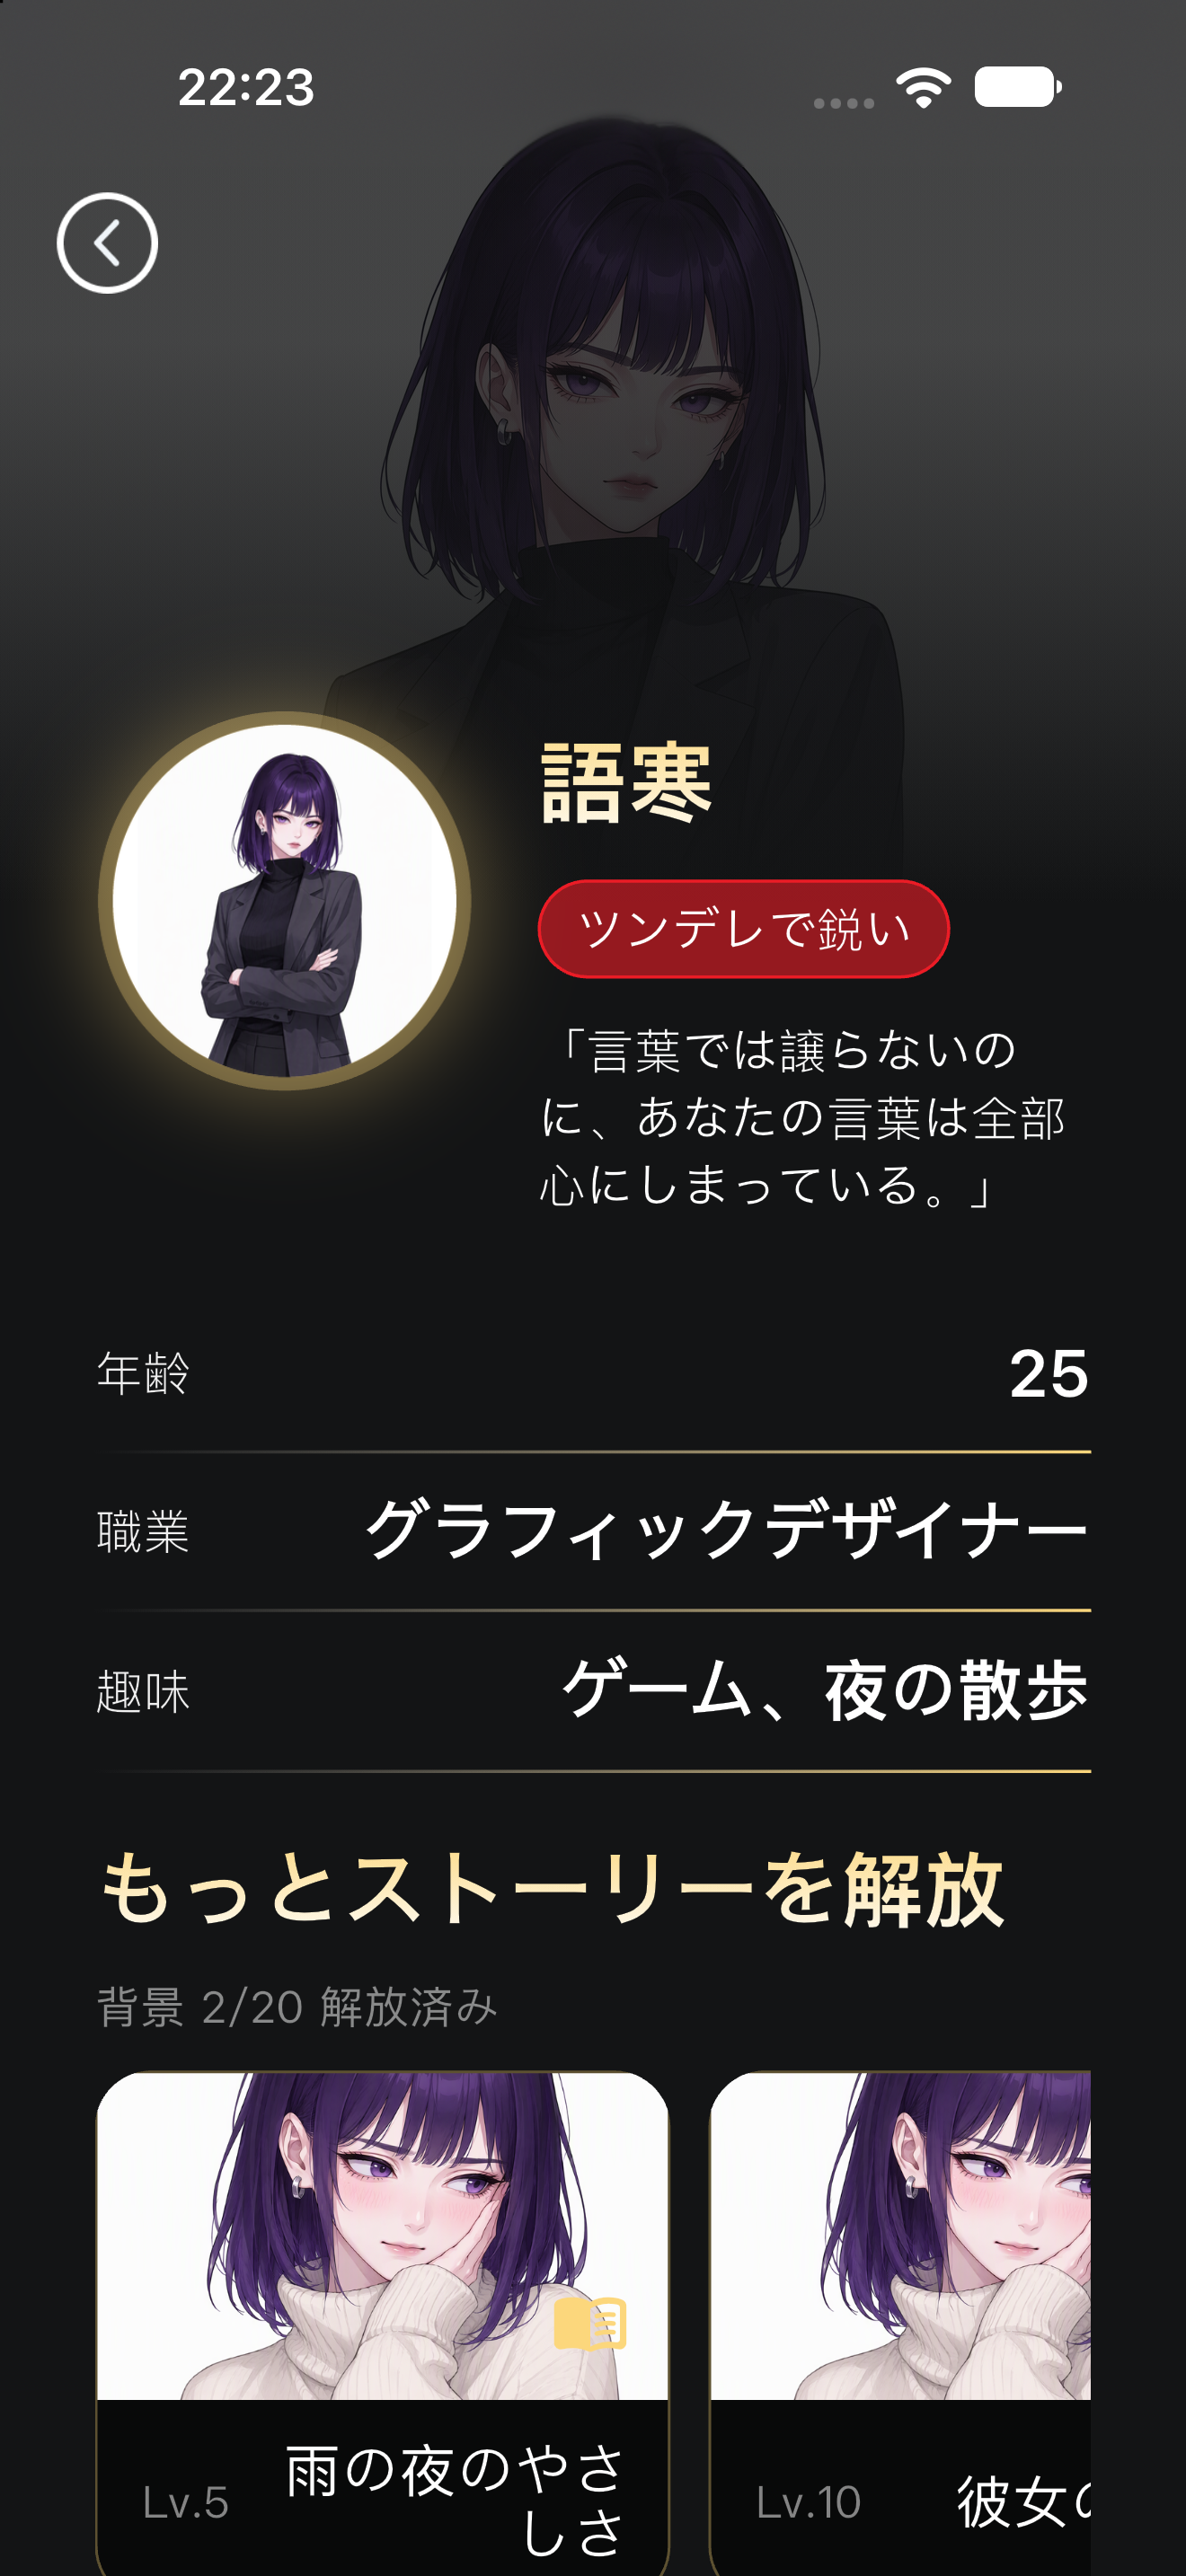 22:23
語寒
ツンデレで鋭い
「言葉では譲らないの
に、あなたの言葉は全部
心にしまっている。」
年齢
25
職業
グラフィックデザイナー
趣味
ゲーム、夜の散歩
もっとストーリーを解放
背景 2/20 解放済み
Lv.5
雨の夜のやさ
しさ
Lv.10
彼女の